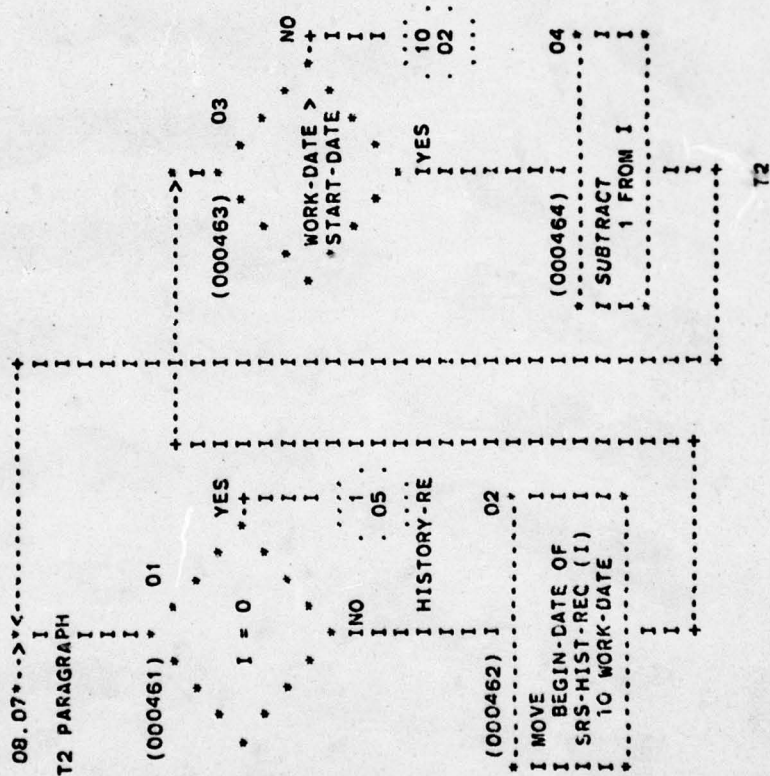 08.07*-->*<
T2 PARAGRAPH
(000461) * 01
I = 0
YES
NO
. 1 .
. 05 .
HISTORY-RE
(000462) I 02
MOVE
BEGIN-DATE OF
SRS-HIST-REC (I)
iO WORK-DATE
(000463) * 03
WORK-DATE >
START-DATE
NO
. 10 .
02
YES
(000464) I 04
SUBTRACT
1 FROM I
T2